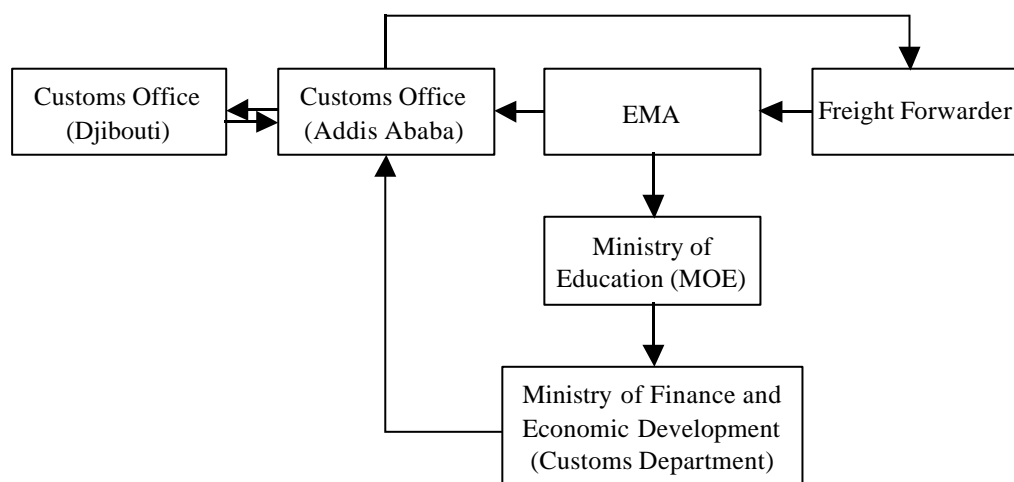 Customs Office
(Djibouti)
Customs Office
(Addis Ababa)
EMA
Freight Forwarder
Ministry of
Education (MOE)
Ministry of Finance and
Economic Development
(Customs Department)